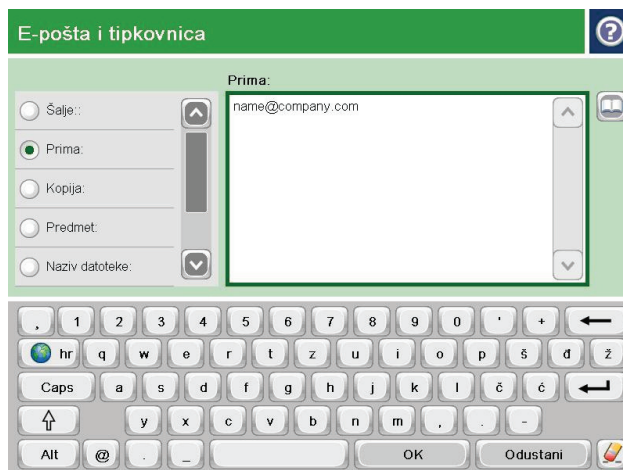 E-pošta i tipkovnica
?
Prima:
Šalje::
name@company.com
Prima:
Kopija:
Predmet:
Naziv datoteke:
¸ 1 2 3 4 5 6 7 8 9 0 ' +
hr q w e r t z u i o p š đ ž
Caps a s d f g h j k l č ć
y x c v b n m , . -
Alt @ . _ OK Odustani